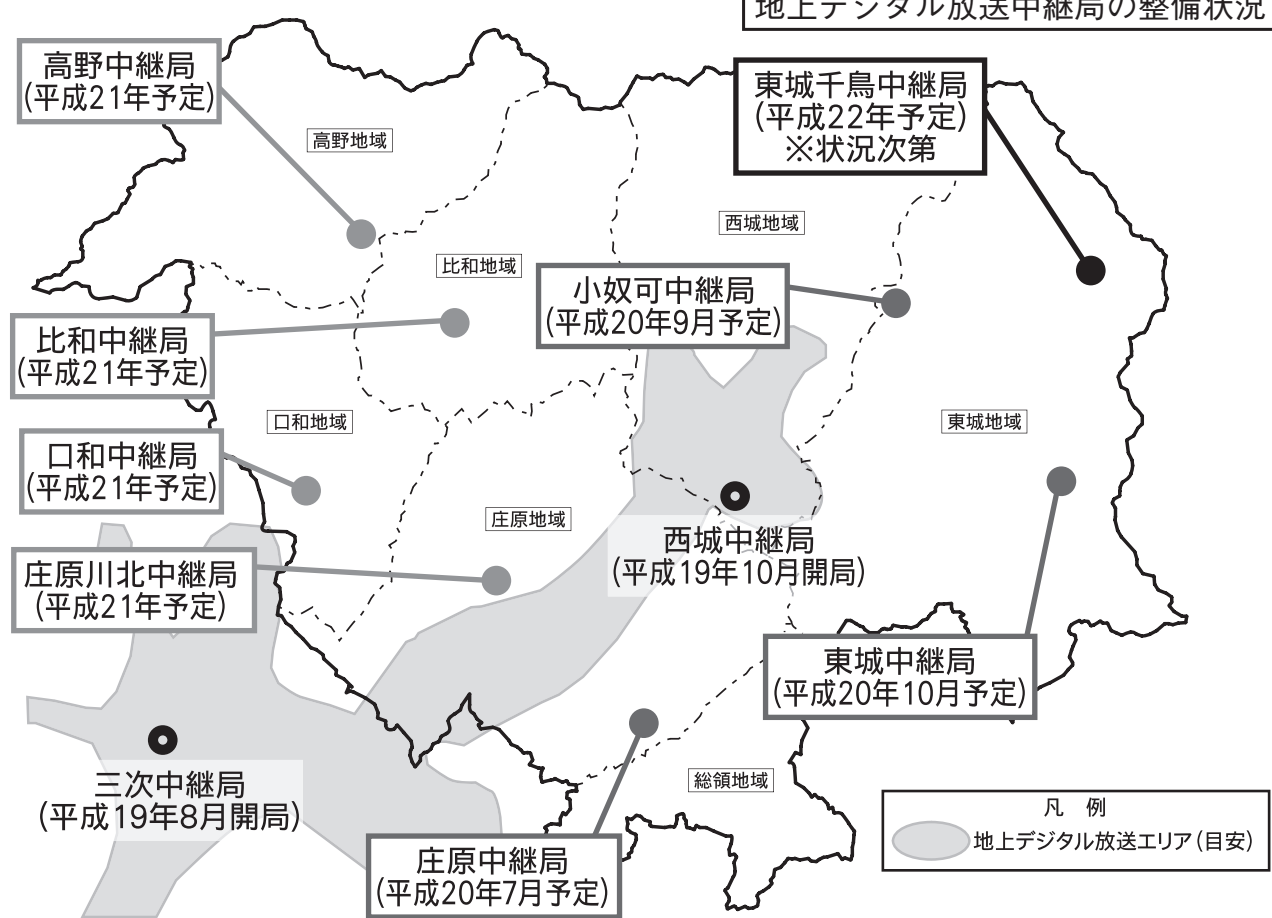 地上デジタル放送中継局の整備状況
高野中継局
(平成21年予定)
東城千鳥中継局
(平成22年予定)
※状況次第
高野地域
西城地域
比和地域
小奴可中継局
(平成20年9月予定)
比和中継局
(平成21年予定)
口和地域
東城地域
口和中継局
(平成21年予定)
庄原地域
西城中継局
(平成19年10月開局)
庄原川北中継局
(平成21年予定)
東城中継局
(平成20年10月予定)
三次中継局
(平成19年8月開局)
総領地域
凡 例
地上デジタル放送エリア(目安)
庄原中継局
(平成20年7月予定)